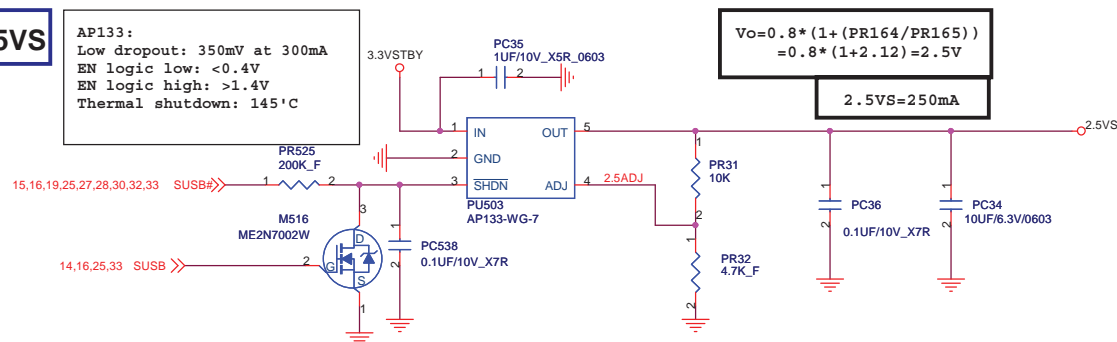 5VS
AP133:
Low dropout: 350mV at 300mA
EN logic low: <0.4V
EN logic high: >1.4V
Thermal shutdown: 145'C
Vo=0.8*(1+(PR164/PR165))
=0.8*(1+2.12)=2.5V
2.5VS=250mA
3.3VSTBY
PC35
1UF/10V_X5R_0603
1 2
1 IN OUT 5
2 GND
3 SHDN ADJ 4
PU503
AP133-WG-7
2.5VS
2.5ADJ
PR525
200K_F
15,16,19,25,27,28,30,32,33 SUSB#
1 2
M516
ME2N7002W
3
D
G
S
2
1
14,16,25,33 SUSB
1
PC538
0.1UF/10V_X7R
2
1
PR31
10K
2
1
PR32
4.7K_F
2
1
PC36
0.1UF/10V_X7R
2
1
PC34
10UF/6.3V/0603
2